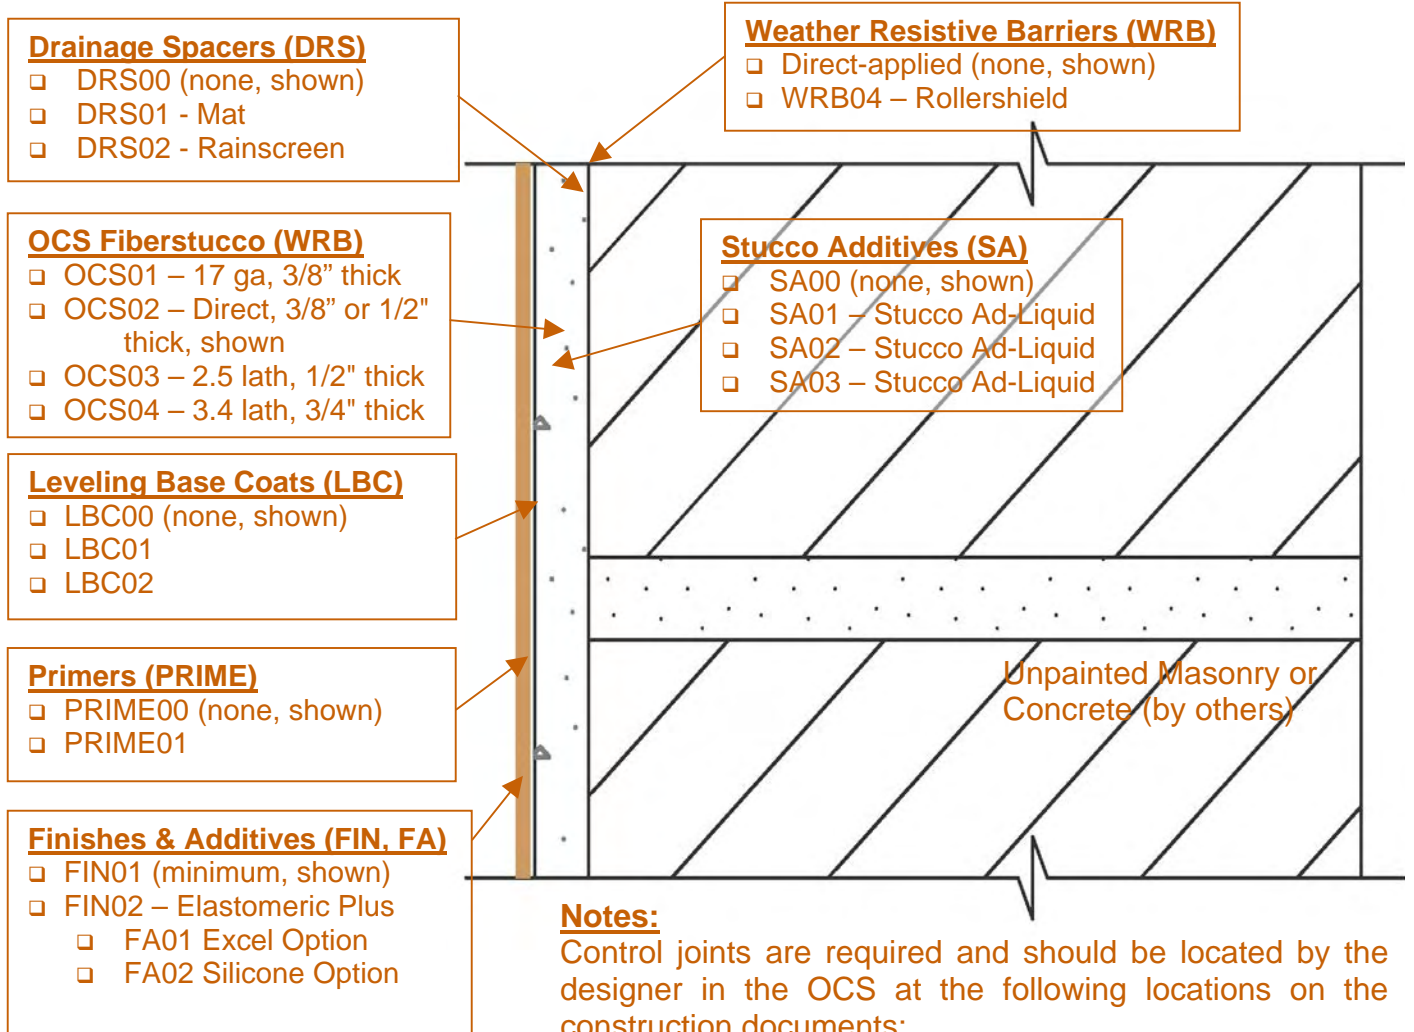 Drainage Spacers (DRS)
❑ DRS00 (none, shown)
❑ DRS01 - Mat
❑ DRS02 - Rainscreen
Weather Resistive Barriers (WRB)
❑ Direct-applied (none, shown)
❑ WRB04 – Rollershield
OCS Fiberstucco (WRB)
❑ OCS01 – 17 ga, 3/8” thick
❑ OCS02 – Direct, 3/8” or 1/2"
thick, shown
❑ OCS03 – 2.5 lath, 1/2" thick
❑ OCS04 – 3.4 lath, 3/4" thick
Stucco Additives (SA)
❑ SA00 (none, shown)
❑ SA01 – Stucco Ad-Liquid
❑ SA02 – Stucco Ad-Liquid
❑ SA03 – Stucco Ad-Liquid
Leveling Base Coats (LBC)
❑ LBC00 (none, shown)
❑ LBC01
❑ LBC02
Primers (PRIME)
❑ PRIME00 (none, shown)
❑ PRIME01
Unpainted Masonry or
Concrete (by others)
Finishes & Additives (FIN, FA)
❑ FIN01 (minimum, shown)
❑ FIN02 – Elastomeric Plus
❑ FA01 Excel Option
❑ FA02 Silicone Option
Notes:
Control joints are required and should be located by the
designer in the OCS at the following locations on the
construction documents: